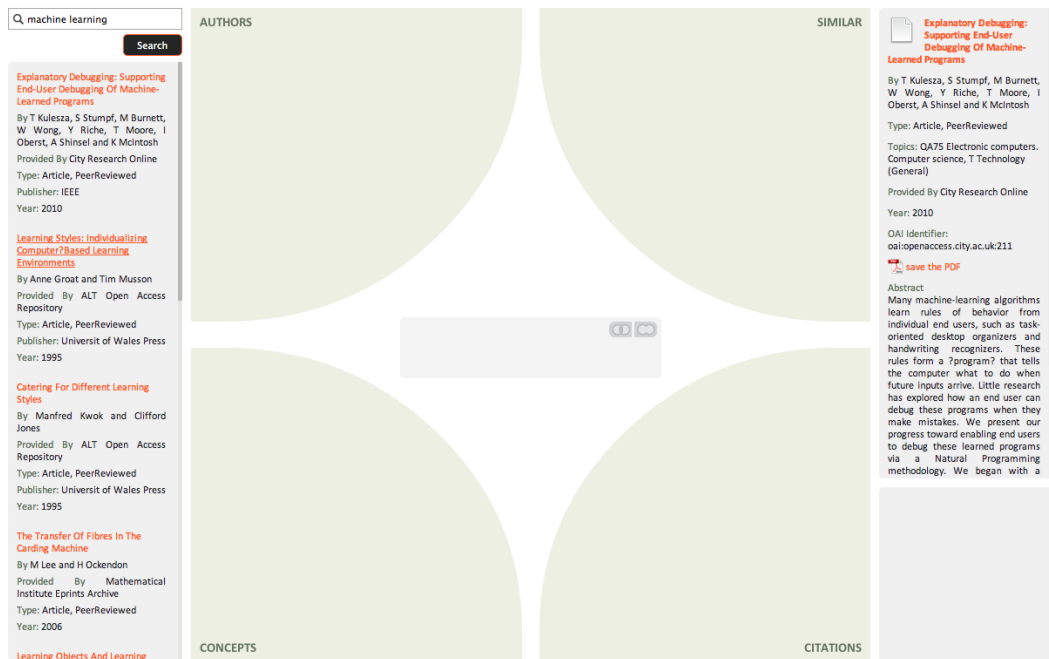 machine learning
Search
Explanatory Debugging: Supporting
End-User Debugging Of Machine-
Learned Programs
By T Kulesza, S Stumpf, M Burnett,
W Wong, Y Riche, T Moore, I
Oberst, A Shinsel and K McIntosh
Provided By City Research Online
Type: Article, PeerReviewed
Publisher: IEEE
Year: 2010
Learning Styles: Individualizing
Computer?Based Learning
Environments
By Anne Groat and Tim Musson
Provided By ALT Open Access
Repository
Type: Article, PeerReviewed
Publisher: Universit of Wales Press
Year: 1995
Catering For Different Learning
Styles
By Manfred Kwok and Clifford
Jones
Provided By ALT Open Access
Repository
Type: Article, PeerReviewed
Publisher: Universit of Wales Press
Year: 1995
The Transfer Of Fibres In The
Carding Machine
By M Lee and H Ockendon
Provided By Mathematical
Institute Eprints Archive
Type: Article, PeerReviewed
Year: 2006
Learning Objects And Learning
AUTHORS
SIMILAR
CONCEPTS
CITATIONS
Explanatory Debugging:
Supporting End-User
Debugging Of Machine-
Learned Programs
By T Kulesza, S Stumpf, M Burnett,
W Wong, Y Riche, T Moore, I
Oberst, A Shinsel and K McIntosh
Type: Article, PeerReviewed
Topics: QA75 Electronic computers.
Computer science, T Technology
(General)
Provided By City Research Online
Year: 2010
OAI Identifier:
oai:openaccess.city.ac.uk:211
save the PDF
Abstract
Many machine-learning algorithms
learn rules of behavior from
individual end users, such as task-
oriented desktop organizers and
handwriting recognizers. These
rules form a ?program? that tells
the computer what to do when
future inputs arrive. Little research
has explored how an end user can
debug these programs when they
make mistakes. We present our
progress toward enabling end users
to debug these learned programs
via a Natural Programming
methodology. We began with a